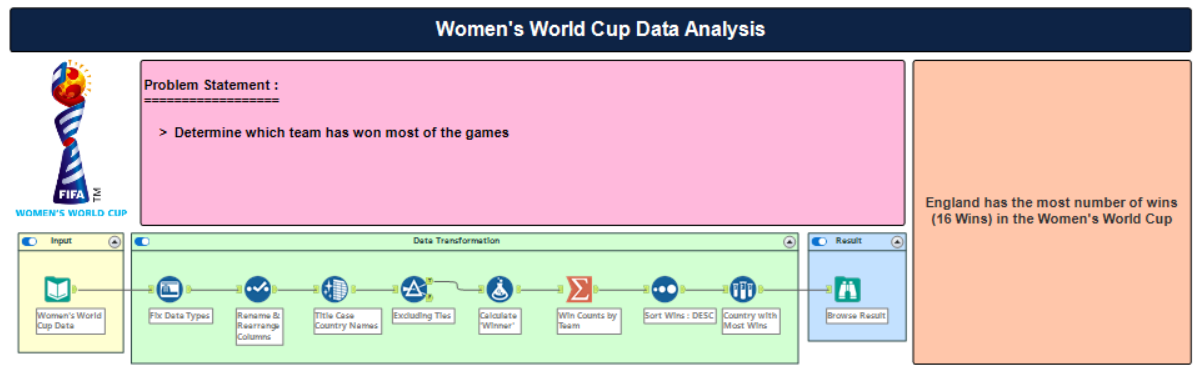 Women's World Cup Data Analysis
FIFA
TM
WOMEN'S WORLD CUP
Problem Statement :
==================
> Determine which team has won most of the games
England has the most number of wins
(16 Wins) in the Women's World Cup
Input
Data Transformation
Result
Women's World
Cup Data
Fix Data Types
Rename &
Rearrange
Columns
Title Case
Country Names
Excluding Ties
Calculate
'Winner'
Win Counts by
Team
Sort Wins : DESC
Country with
Most Wins
Browse Result